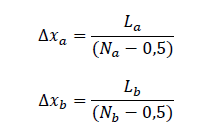 Δx_a = L_a / (N_a − 0,5)
Δx_b = L_b / (N_b − 0,5)